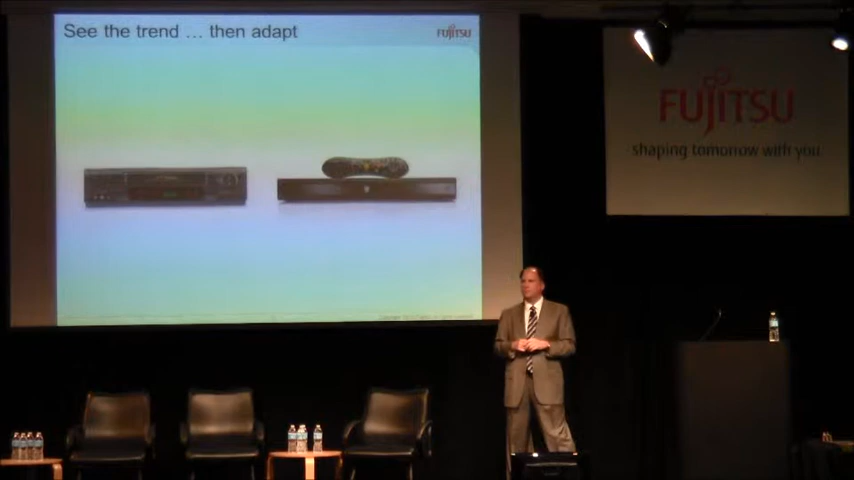 See the trend ... then adapt
FUJITSU
FUJITSU
shaping tomorrow with you